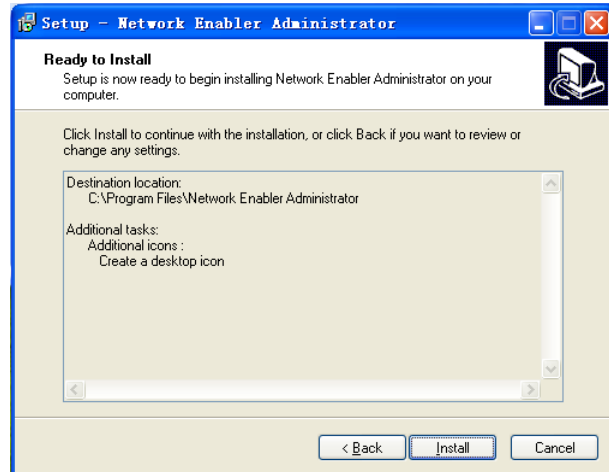 Setup - Network Enabler Administrator
Ready to Install
Setup is now ready to begin installing Network Enabler Administrator on your
computer.
Click Install to continue with the installation, or click Back if you want to review or
change any settings.
Destination location:
C:\Program Files\Network Enabler Administrator
Additional tasks:
Additional icons :
Create a desktop icon
< Back Install Cancel